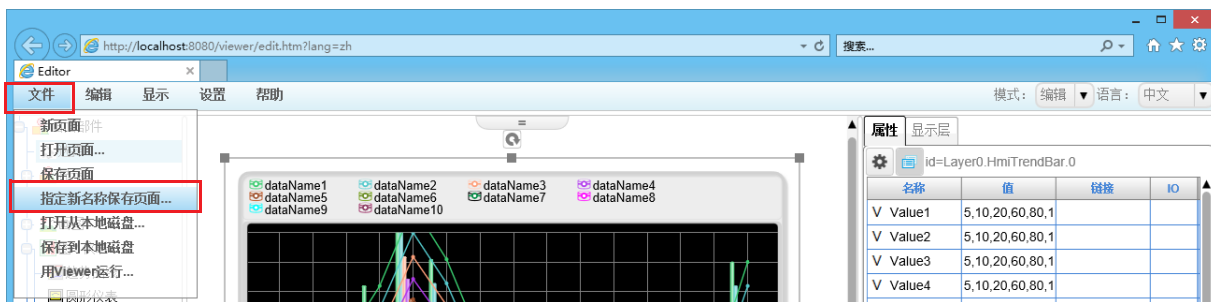 http://localhost:8080/viewer/edit.htm?lang=zh
搜索...
Editor
文件 编辑 显示 设置 帮助 模式： 编辑 语言： 中文
新页面
打开页面...
保存页面
指定新名称保存页面...
打开从本地磁盘...
保存到本地磁盘
用Viewer运行...
圆形仪表
dataName1 dataName2 dataName3 dataName4
dataName5 dataName6 dataName7 dataName8
dataName9 dataName10
属性 显示层
id=Layer0.HmiTrendBar.0
名称 值 链接 IO
V Value1 5,10,20,60,80,1
V Value2 5,10,20,60,80,1
V Value3 5,10,20,60,80,1
V Value4 5,10,20,60,80,1